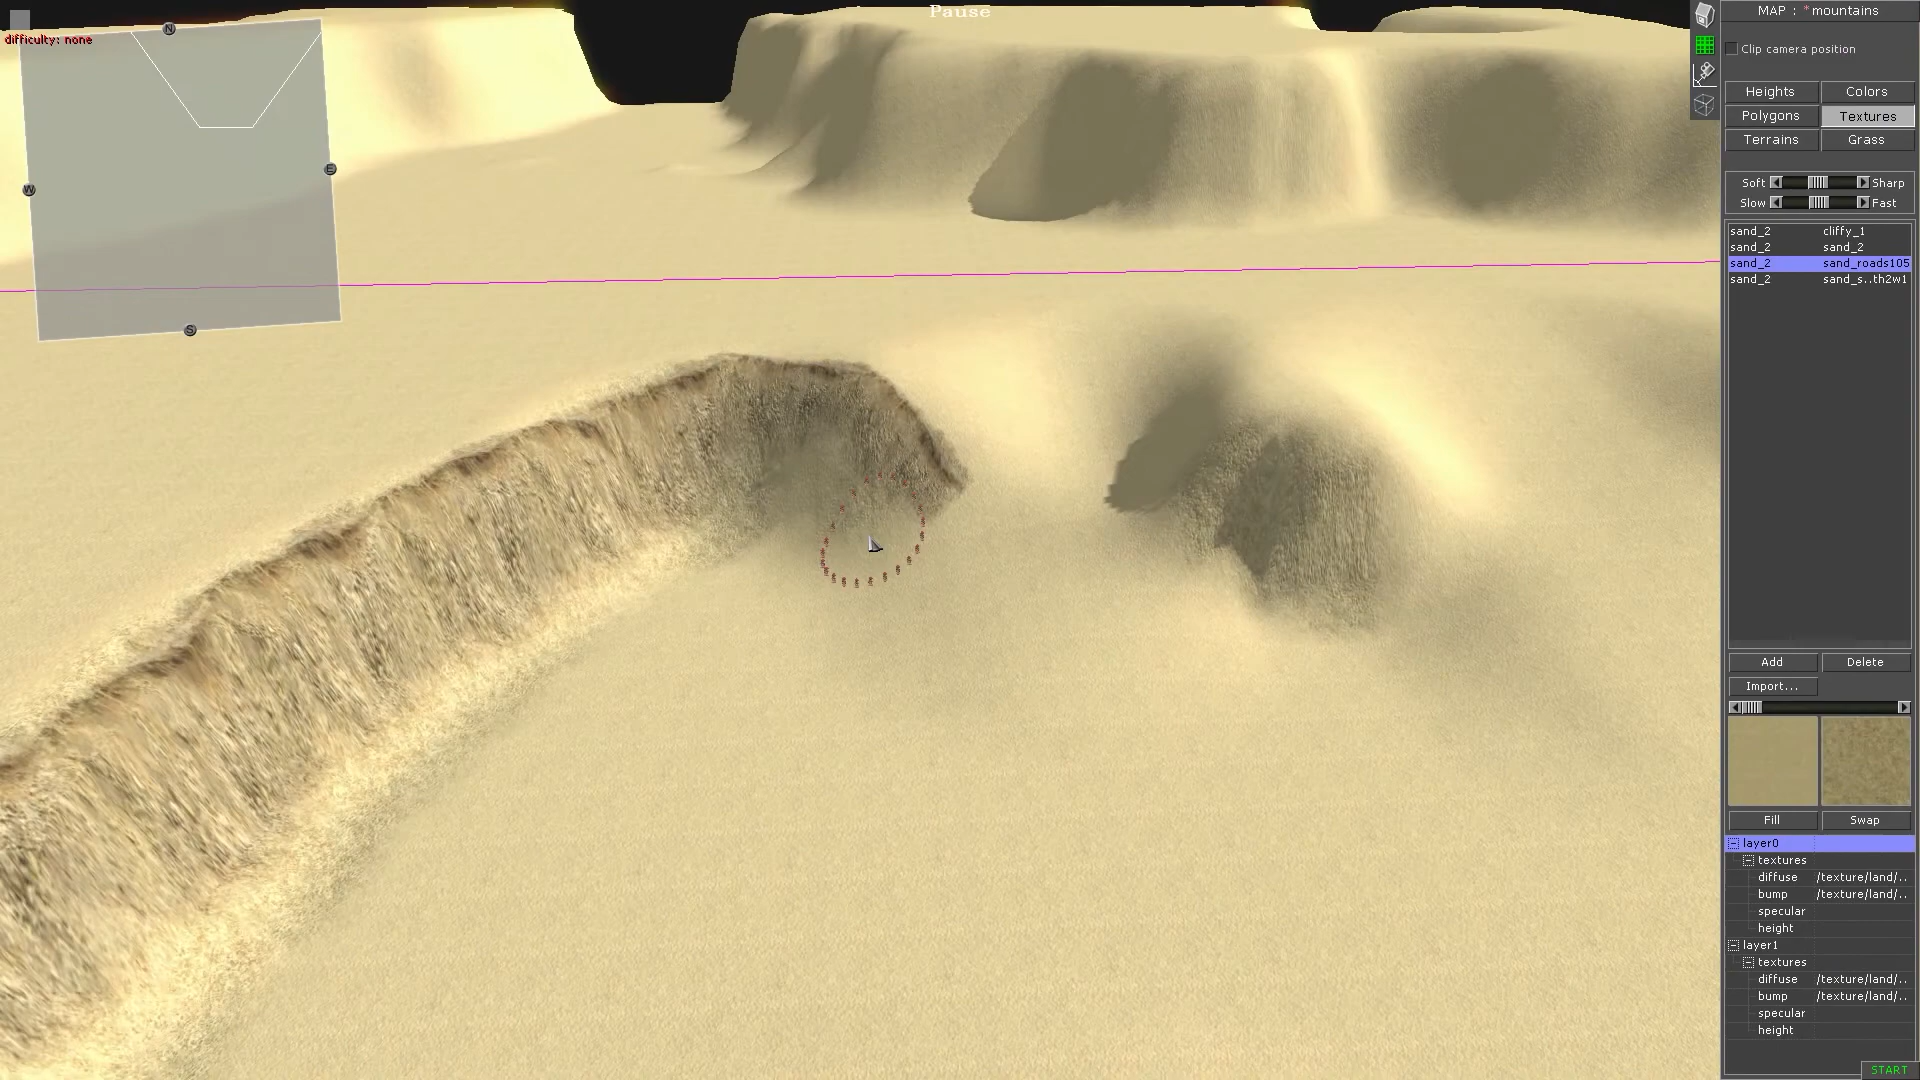 Pause
difficulty: none
N
W
E
S
MAP : *mountains
Clip camera position
Heights Colors
Polygons Textures
Terrains Grass
Soft Sharp
Slow Fast
sand_2 cliffy_1
sand_2 sand_2
sand_2 sand_roads105
sand_2 sand_s..th2w1
Add Delete
Import...
Fill Swap
layer0
textures
diffuse /texture/land/..
bump /texture/land/..
specular
height
layer1
textures
diffuse /texture/land/..
bump /texture/land/..
specular
height
START